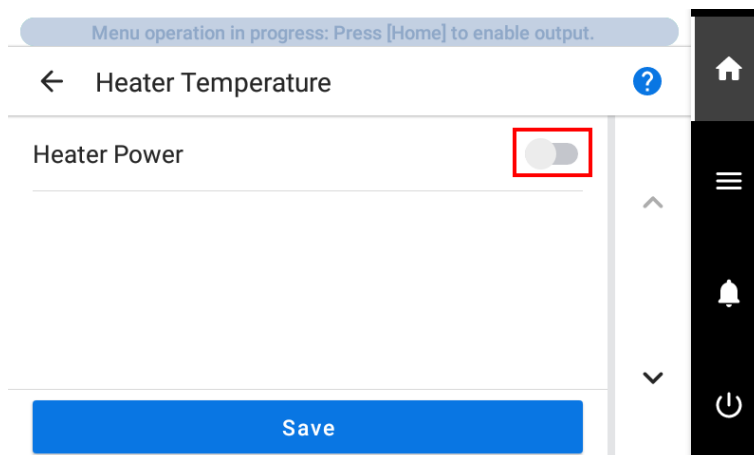 Menu operation in progress: Press [Home] to enable output.
Heater Temperature
?
Heater Power
Save